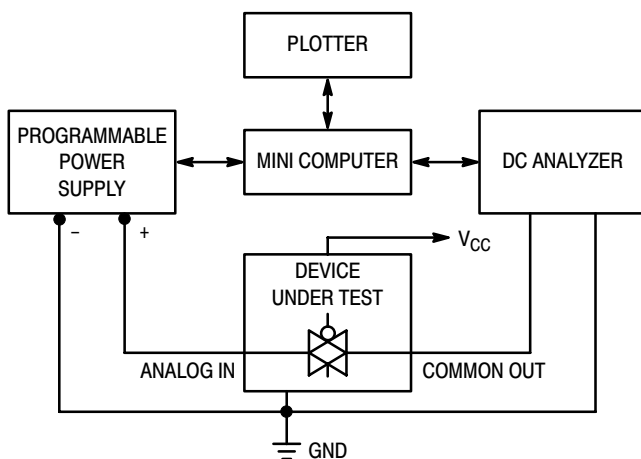 PLOTTER
PROGRAMMABLE
POWER
SUPPLY
MINI COMPUTER
DC ANALYZER
– +
VCC
DEVICE
UNDER TEST
ANALOG IN
COMMON OUT
GND